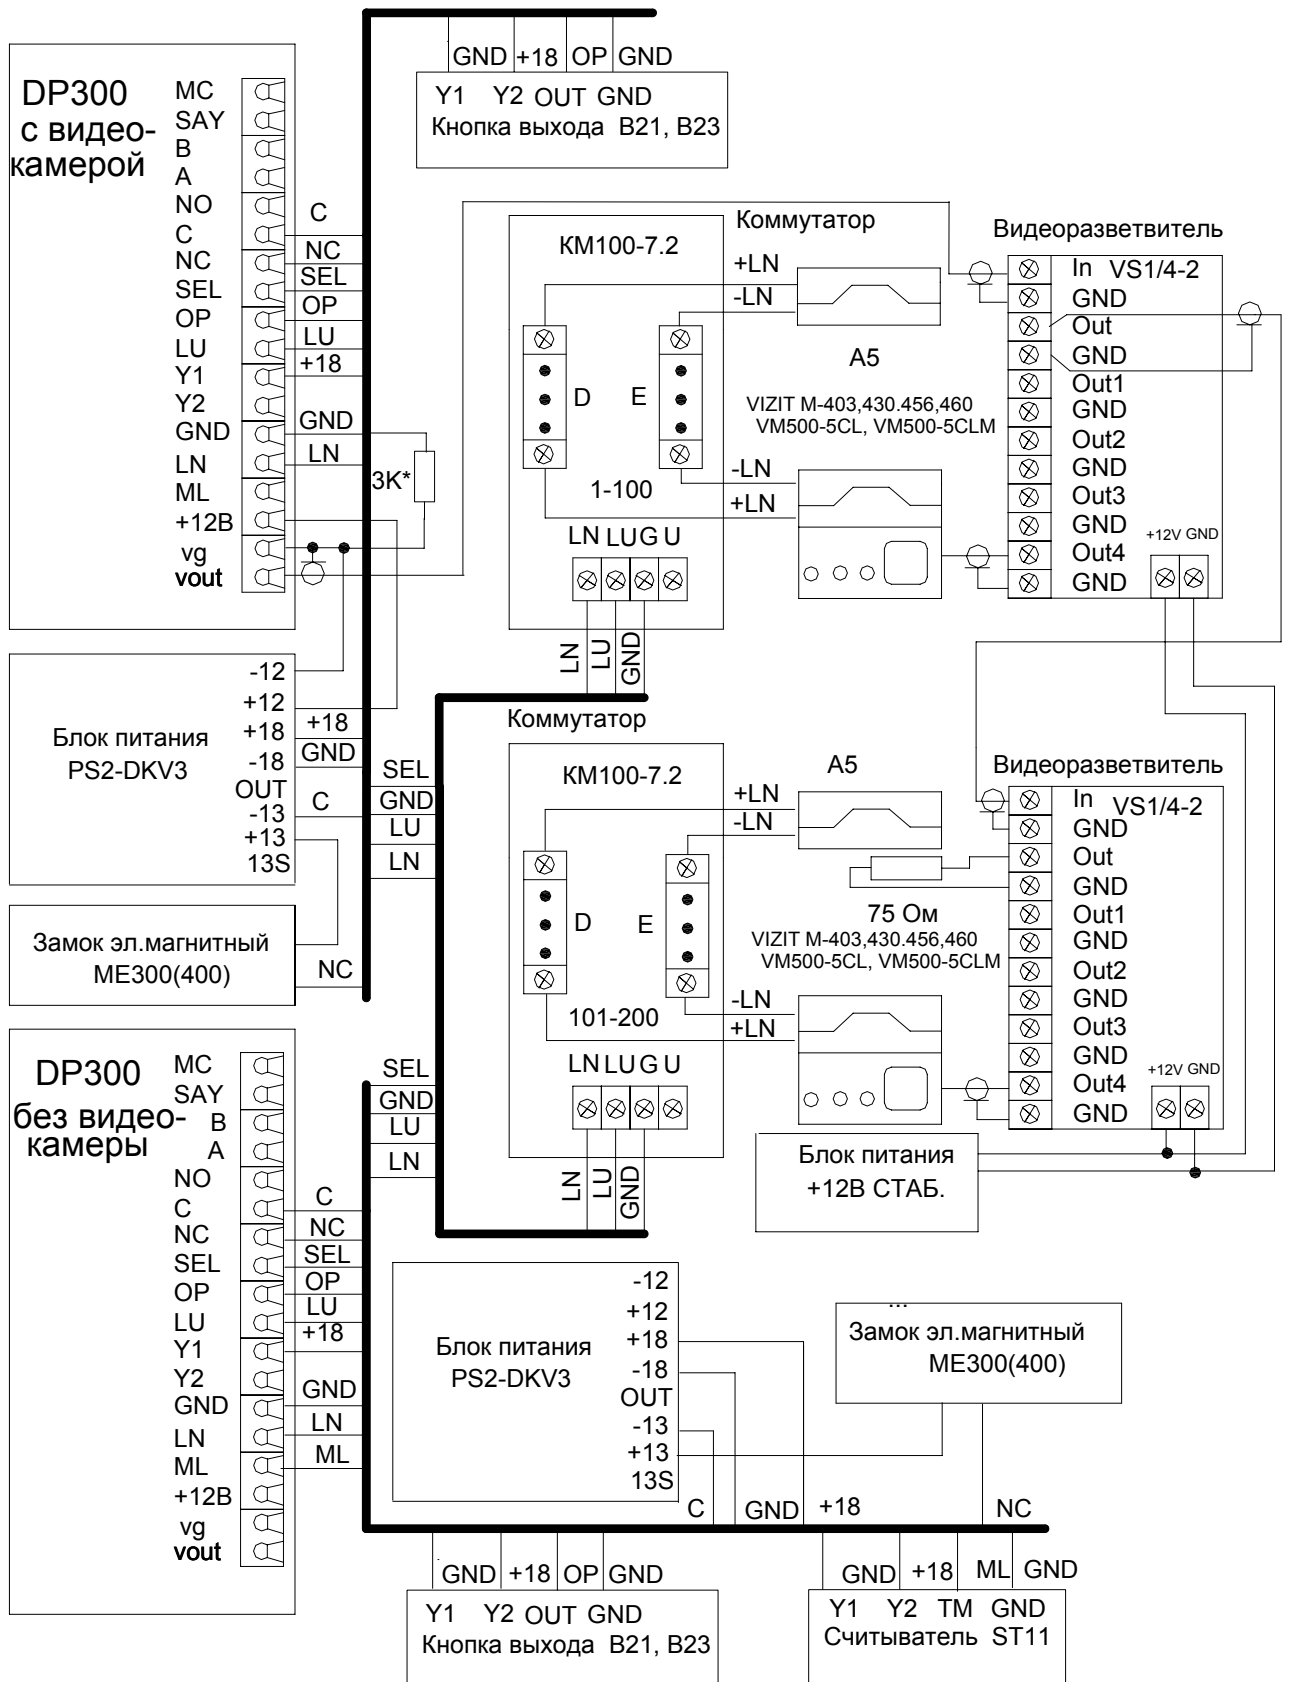 GND +18 OP GND
Y1 Y2 OUT GND
Кнопка выхода B21, B23
DP300
с видео-
камерой
MC
SAY
B
A
NO
C
NC
SEL
OP
LU
Y1
Y2
GND
LN
ML
+12В
vg
vout
C
NC
SEL
OP
LU
+18
GND
LN
3K*
Коммутатор
КМ100-7.2
+LN
-LN
D
E
A5
VIZIT M-403,430.456,460
VM500-5CL, VM500-5CLM
1-100
-LN
+LN
LN LU G U
LN
LU
GND
Видеоразветвитель
VS1/4-2
In
GND
Out
GND
Out1
GND
Out2
GND
Out3
GND
Out4
GND
+12V GND
-12
+12
+18
-18
OUT
-13
+13
13S
Блок питания
PS2-DKV3
+18
GND
C
Замок эл.магнитный
ME300(400)
NC
SEL
GND
LU
LN
Коммутатор
КМ100-7.2
+LN
-LN
D
E
A5
75 Ом
VIZIT M-403,430.456,460
VM500-5CL, VM500-5CLM
101-200
-LN
+LN
LN LU G U
LN
LU
GND
Видеоразветвитель
VS1/4-2
In
GND
Out
GND
Out1
GND
Out2
GND
Out3
GND
Out4
GND
+12V GND
Блок питания
+12В СТАБ.
DP300
без видео-
камеры
MC
SAY
B
A
NO
C
NC
SEL
OP
LU
Y1
Y2
GND
LN
ML
+12В
vg
vout
SEL
GND
LU
LN
C
NC
SEL
OP
LU
+18
GND
LN
ML
Блок питания
PS2-DKV3
-12
+12
+18
-18
OUT
-13
+13
13S
...
Замок эл.магнитный
ME300(400)
C GND +18 NC
GND +18 OP GND
Y1 Y2 OUT GND
Кнопка выхода B21, B23
GND +18 ML GND
Y1 Y2 TM GND
Считыватель ST11